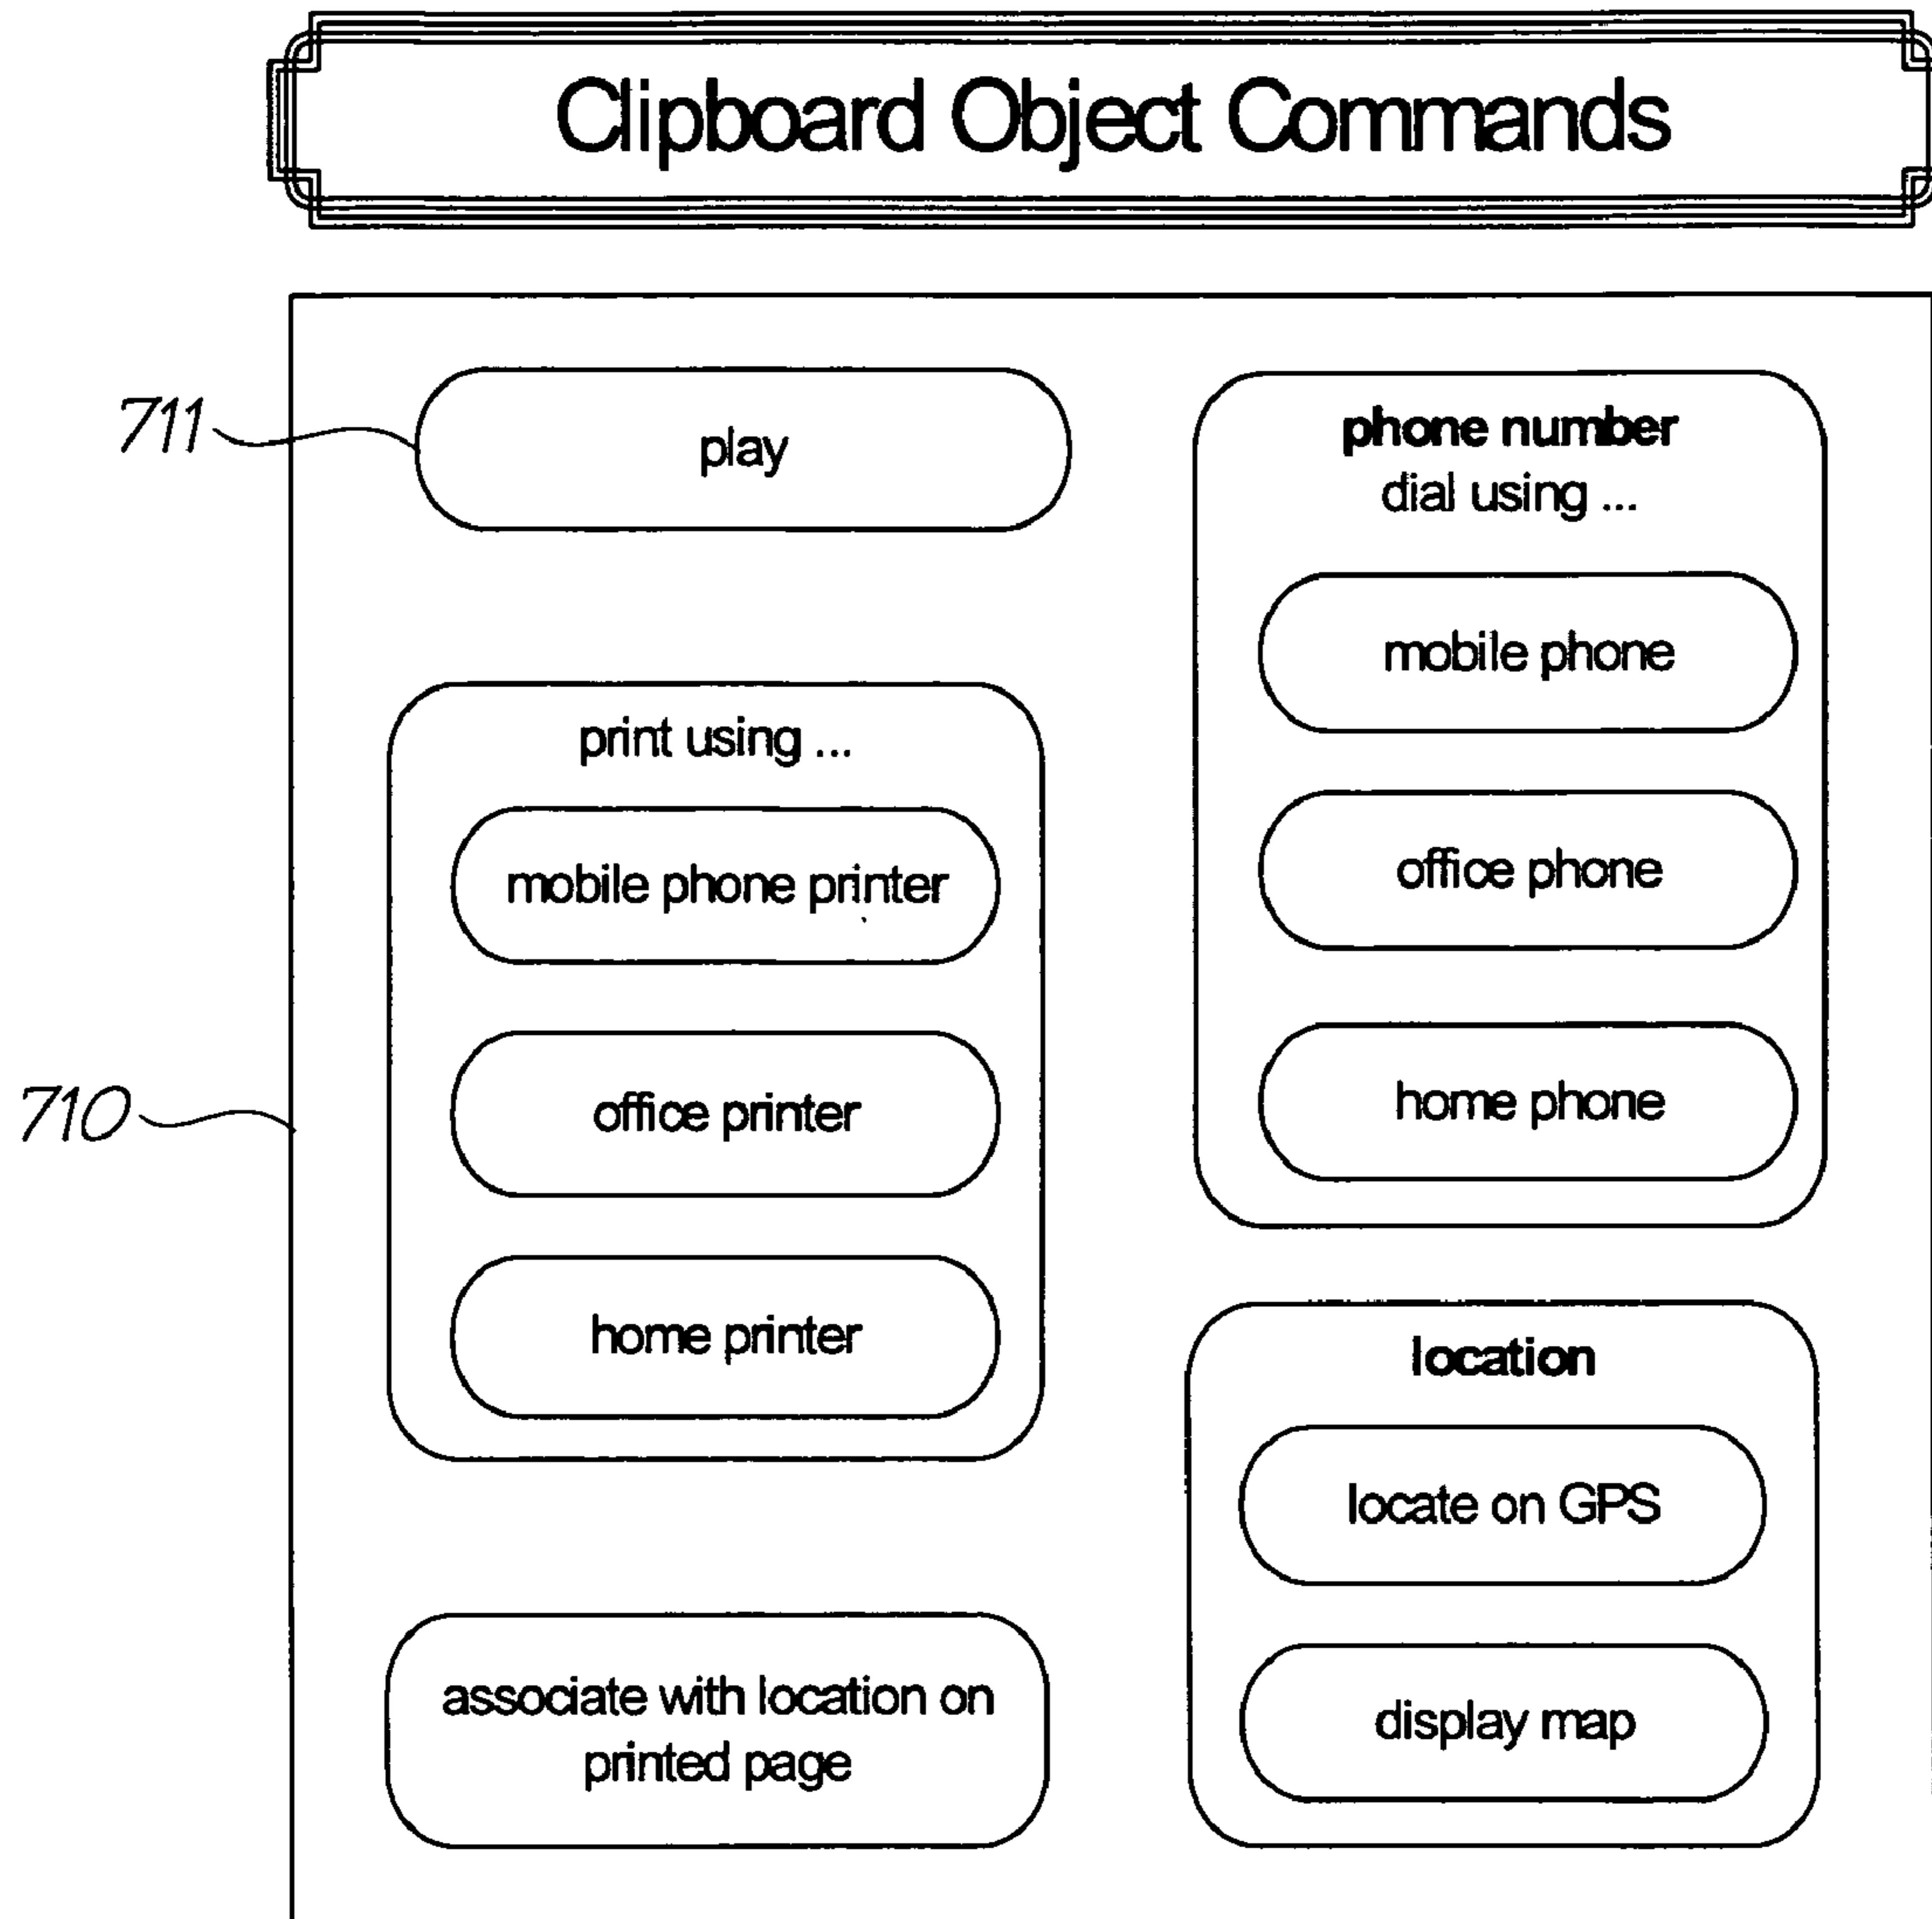 Clipboard Object Commands
711
play
print using ...
mobile phone printer
710
office printer
home printer
associate with location on
printed page
phone number
dial using ...
mobile phone
office phone
home phone
location
locate on GPS
display map